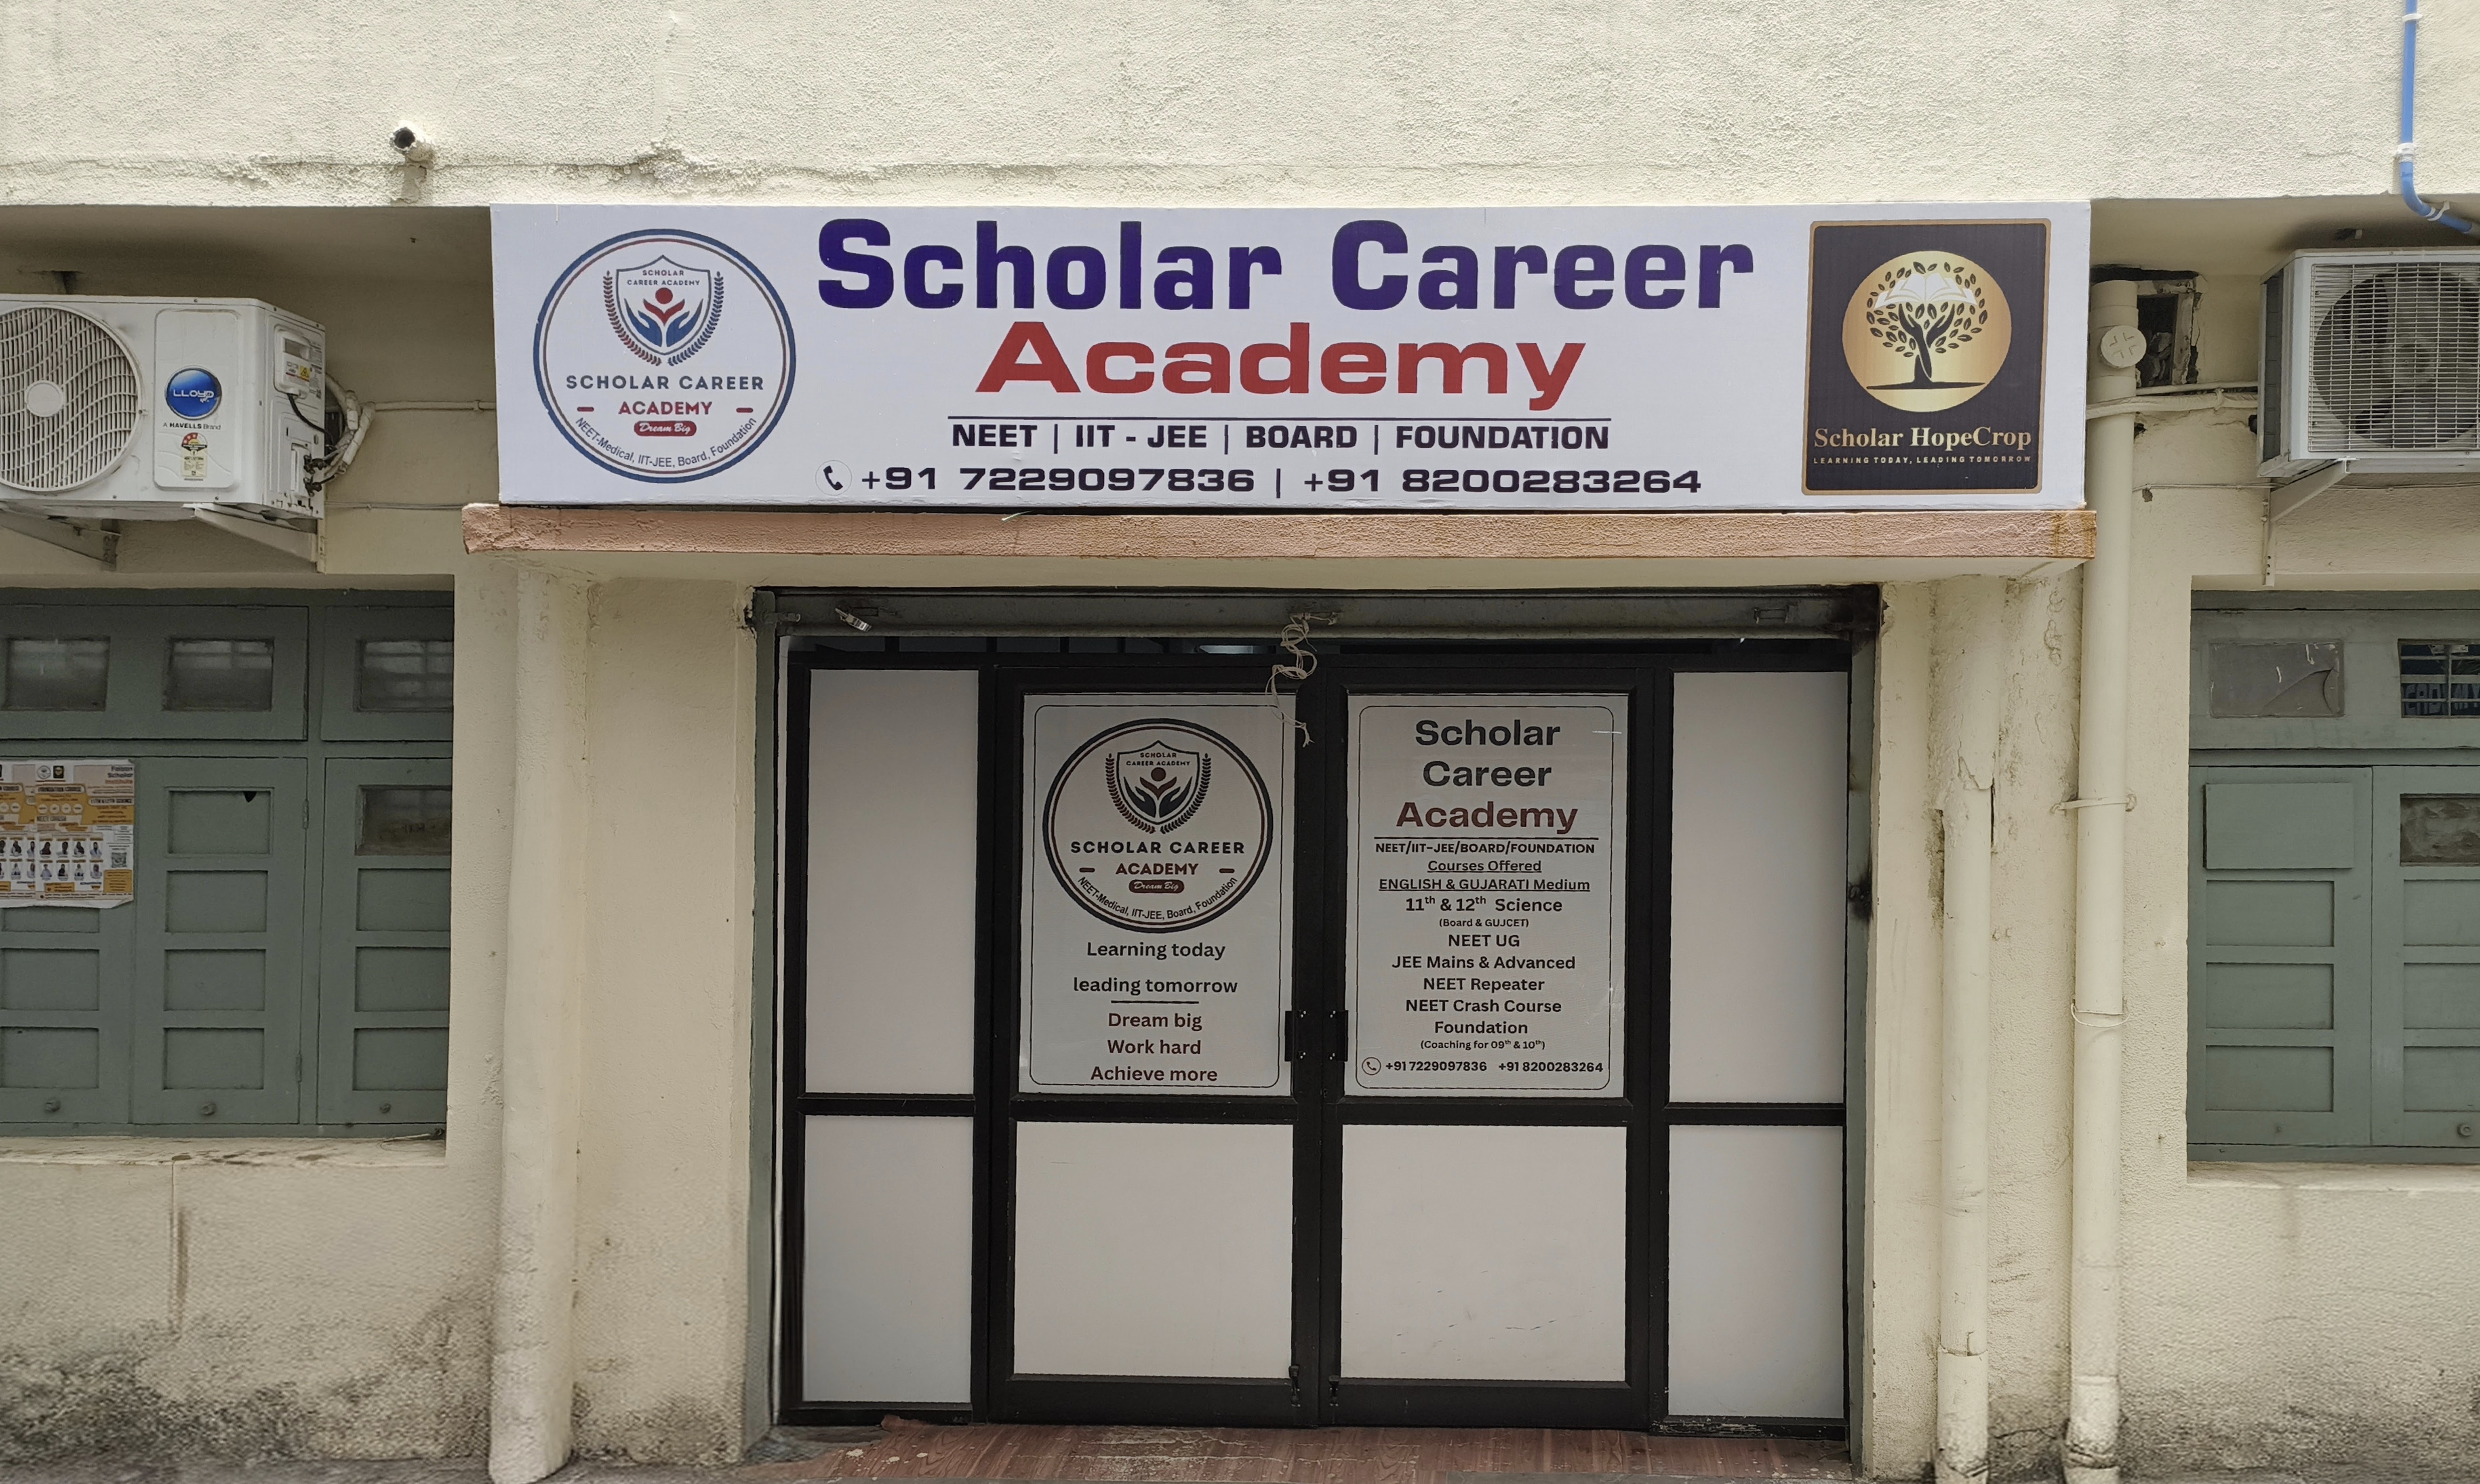 SCHOLAR
CAREER ACADEMY
SCHOLAR CAREER
ACADEMY
Dream Big
NEET-Medical, IIT-JEE, Board, Foundation
Scholar Career
Academy
NEET | IIT - JEE | BOARD | FOUNDATION
+91 7229097836 | +91 8200283264
Scholar HopeCrop
LEARNING TODAY, LEADING TOMORROW
LLOYD
A HAVELLS Brand
SCHOLAR
CAREER ACADEMY
SCHOLAR CAREER
ACADEMY
Dream Big
NEET-Medical, IIT-JEE, Board, Foundation
Learning today
leading tomorrow
Dream big
Work hard
Achieve more
Scholar
Career
Academy
NEET/IIT-JEE/BOARD/FOUNDATION
Courses Offered
ENGLISH & GUJARATI Medium
11th & 12th Science
(Board & GUJCET)
NEET UG
JEE Mains & Advanced
NEET Repeater
NEET Crash Course
Foundation
(Coaching for 09th & 10th)
+91 7229097836 +91 8200283264
Scholar
FOUNDATION COURSE